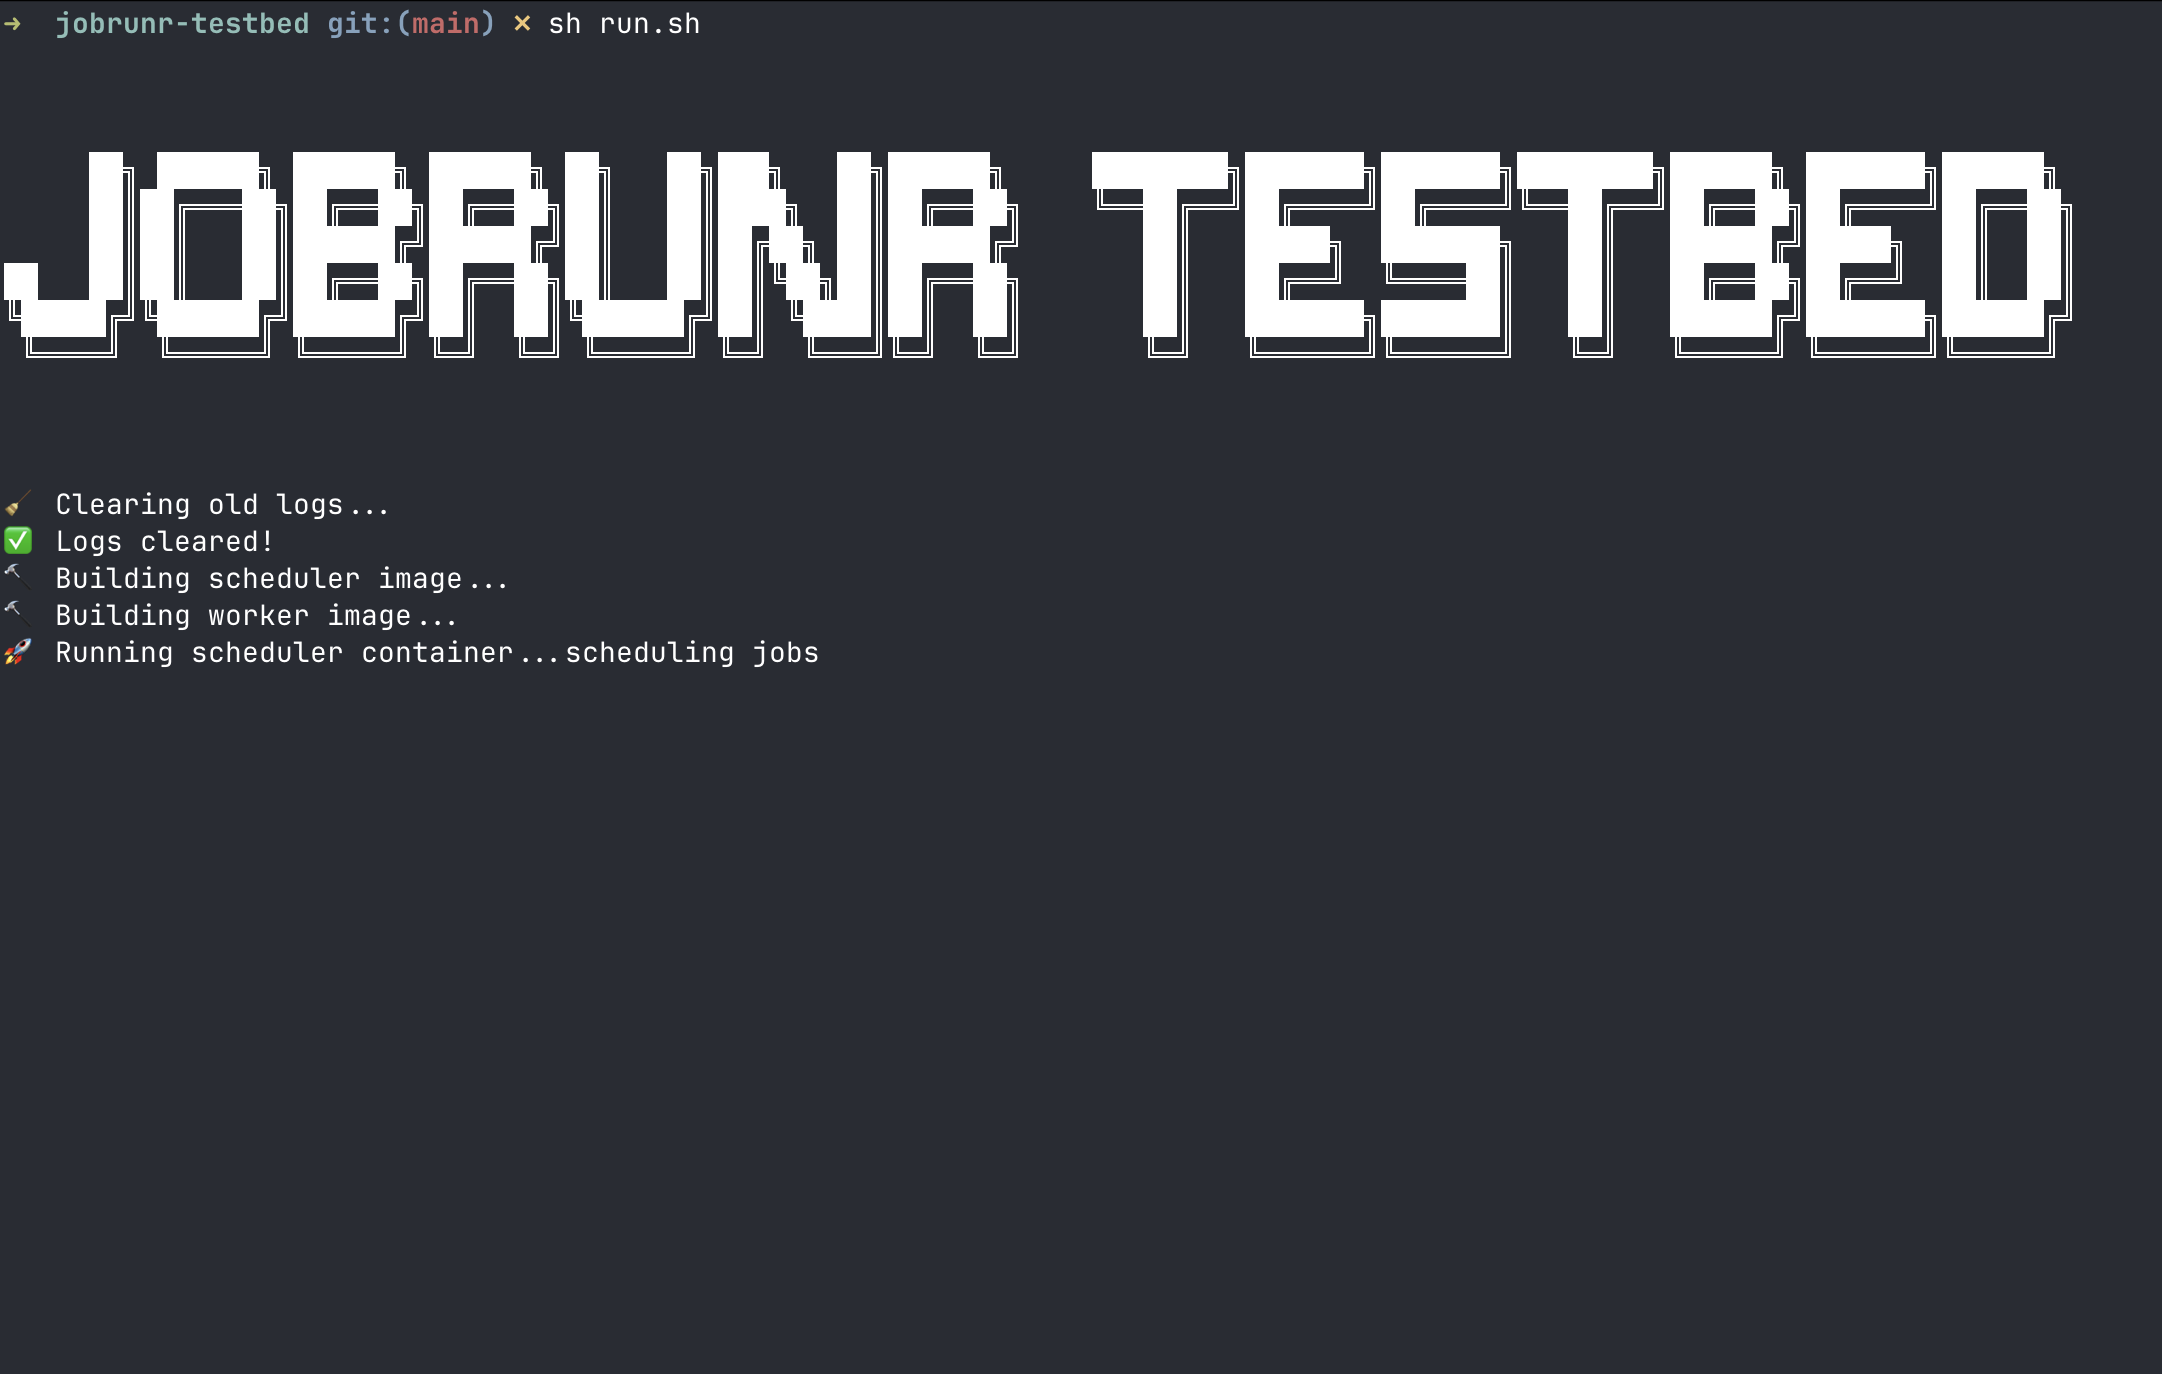 ➜  jobrunr-testbed git:(main) ✗ sh run.sh
JOBRUNR TESTBED
🧹 Clearing old logs...
✅ Logs cleared!
🔨 Building scheduler image...
🔨 Building worker image...
🚀 Running scheduler container...scheduling jobs